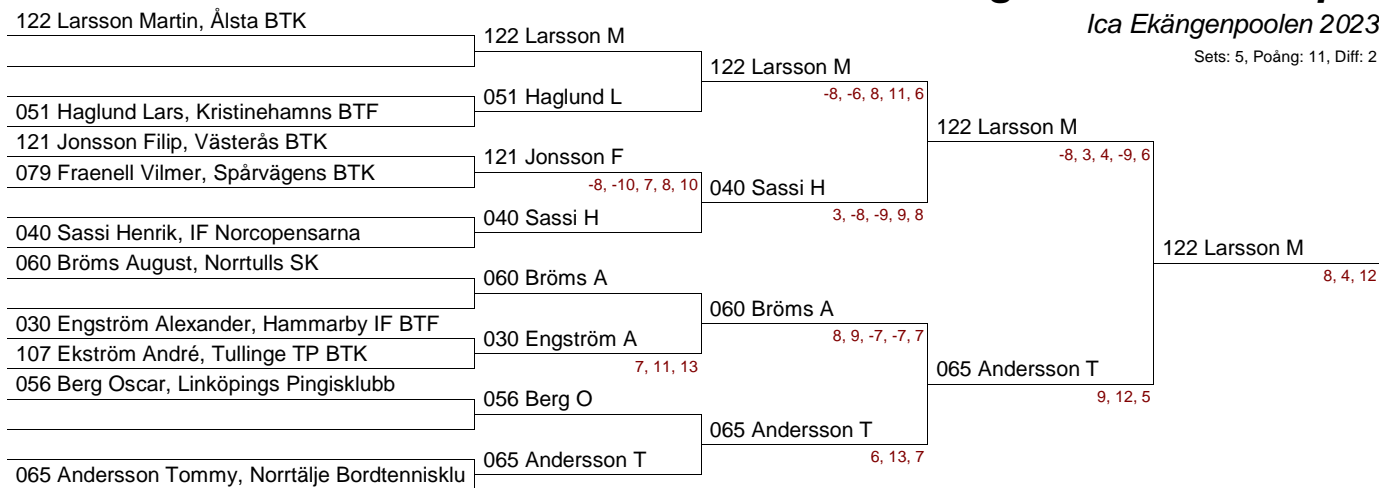 Ica Ekängenpoolen 2023
Sets: 5, Poång: 11, Diff: 2
122 Larsson Martin, Ålsta BTK
051 Haglund Lars, Kristinehamns BTF
121 Jonsson Filip, Västerås BTK
079 Fraenell Vilmer, Spårvägens BTK
040 Sassi Henrik, IF Norcopensarna
060 Bröms August, Norrtulls SK
030 Engström Alexander, Hammarby IF BTF
107 Ekström André, Tullinge TP BTK
056 Berg Oscar, Linköpings Pingisklubb
065 Andersson Tommy, Norrtälje Bordtennisklu
122 Larsson M
051 Haglund L
121 Jonsson F
-8, -10, 7, 8, 10
040 Sassi H
060 Bröms A
030 Engström A
7, 11, 13
056 Berg O
065 Andersson T
122 Larsson M
-8, -6, 8, 11, 6
040 Sassi H
3, -8, -9, 9, 8
060 Bröms A
8, 9, -7, -7, 7
065 Andersson T
6, 13, 7
122 Larsson M
-8, 3, 4, -9, 6
065 Andersson T
9, 12, 5
122 Larsson M
8, 4, 12